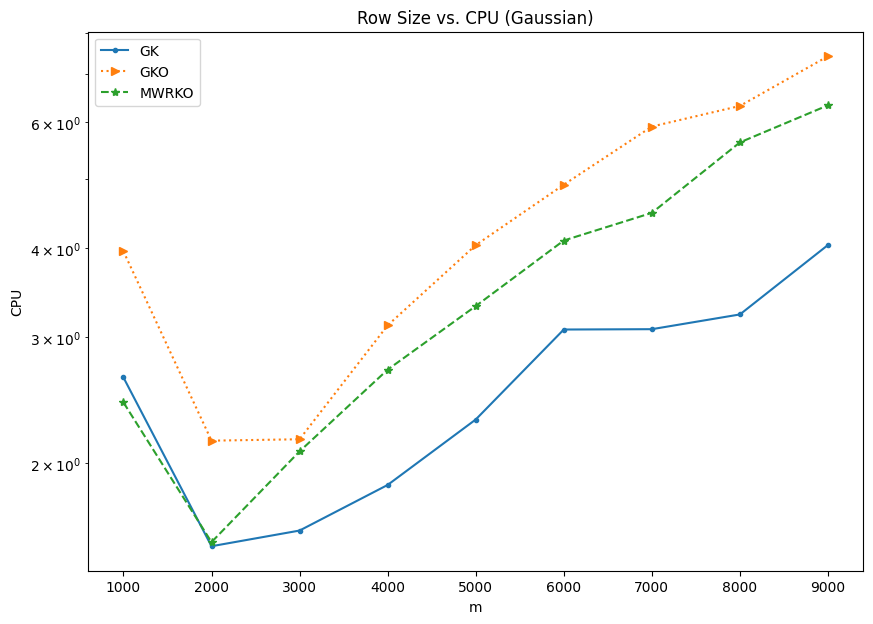 Row Size vs. CPU (Gaussian)
GK
GKO
MWRKO
6 × 10⁰
4 × 10⁰
3 × 10⁰
2 × 10⁰
CPU
1000 2000 3000 4000 5000 6000 7000 8000 9000
m